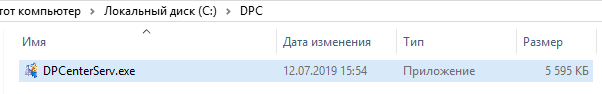 тот компьютер > Локальный диск (C:) > DPC
Имя Дата изменения Тип Размер
DPCenterServ.exe 12.07.2019 15:54 Приложение 5 595 КБ